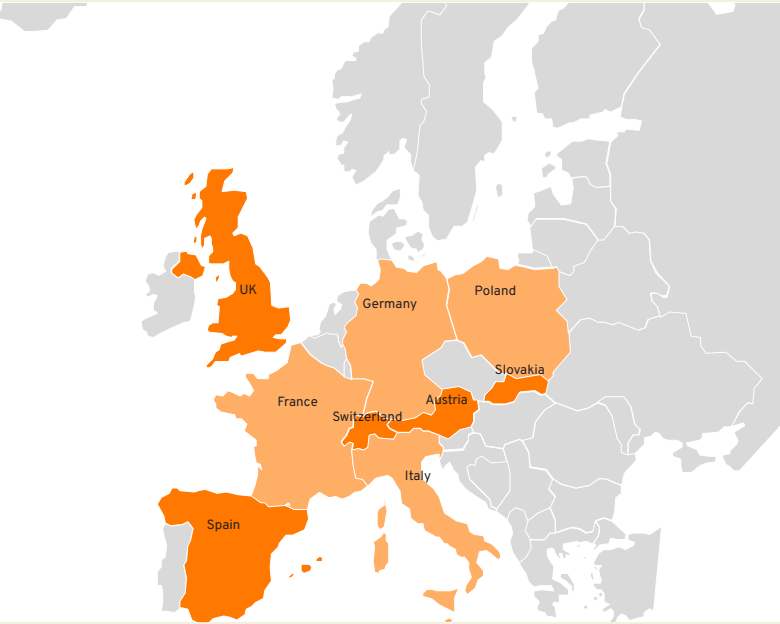 UK
Germany
Poland
Slovakia
Austria
France
Switzerland
Italy
Spain